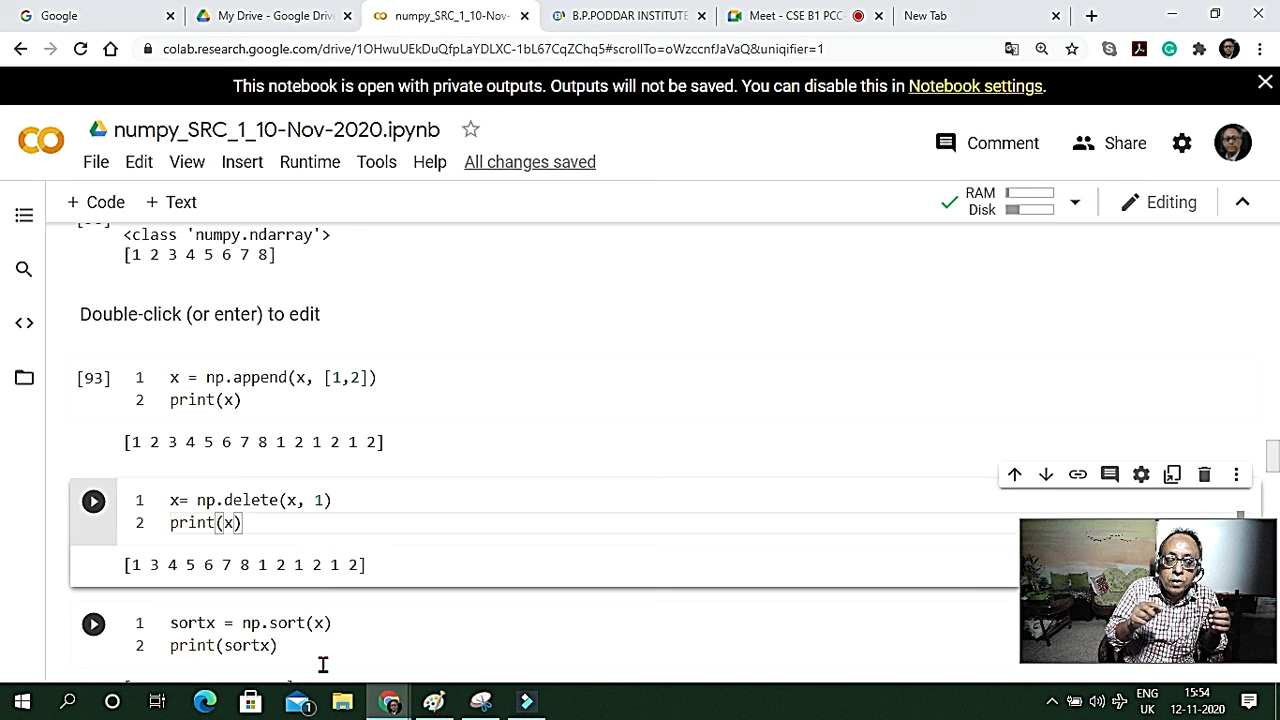 Google
My Drive - Google Driv
numpy_SRC_1_10-Nov-
B.P.PODDAR INSTITUTE
Meet - CSE B1 PCC
New Tab
colab.research.google.com/drive/1OHwuUEkDuQfpLaYDLXC-1bL67CqZChq5#scrollTo=oWzccnfJaVaQ&uniqifier=1
This notebook is open with private outputs. Outputs will not be saved. You can disable this in Notebook settings.
numpy_SRC_1_10-Nov-2020.ipynb
Comment
Share
File Edit View Insert Runtime Tools Help All changes saved
+ Code + Text
RAM
Disk
Editing
<class 'numpy.ndarray'>
[1 2 3 4 5 6 7 8]
Double-click (or enter) to edit
[93] 1 x = np.append(x, [1,2])
2 print(x)
[1 2 3 4 5 6 7 8 1 2 1 2 1 2]
1 x= np.delete(x, 1)
2 print(x)
[1 3 4 5 6 7 8 1 2 1 2 1 2]
1 sortx = np.sort(x)
2 print(sortx)
1
ENG
UK
15:54
12-11-2020